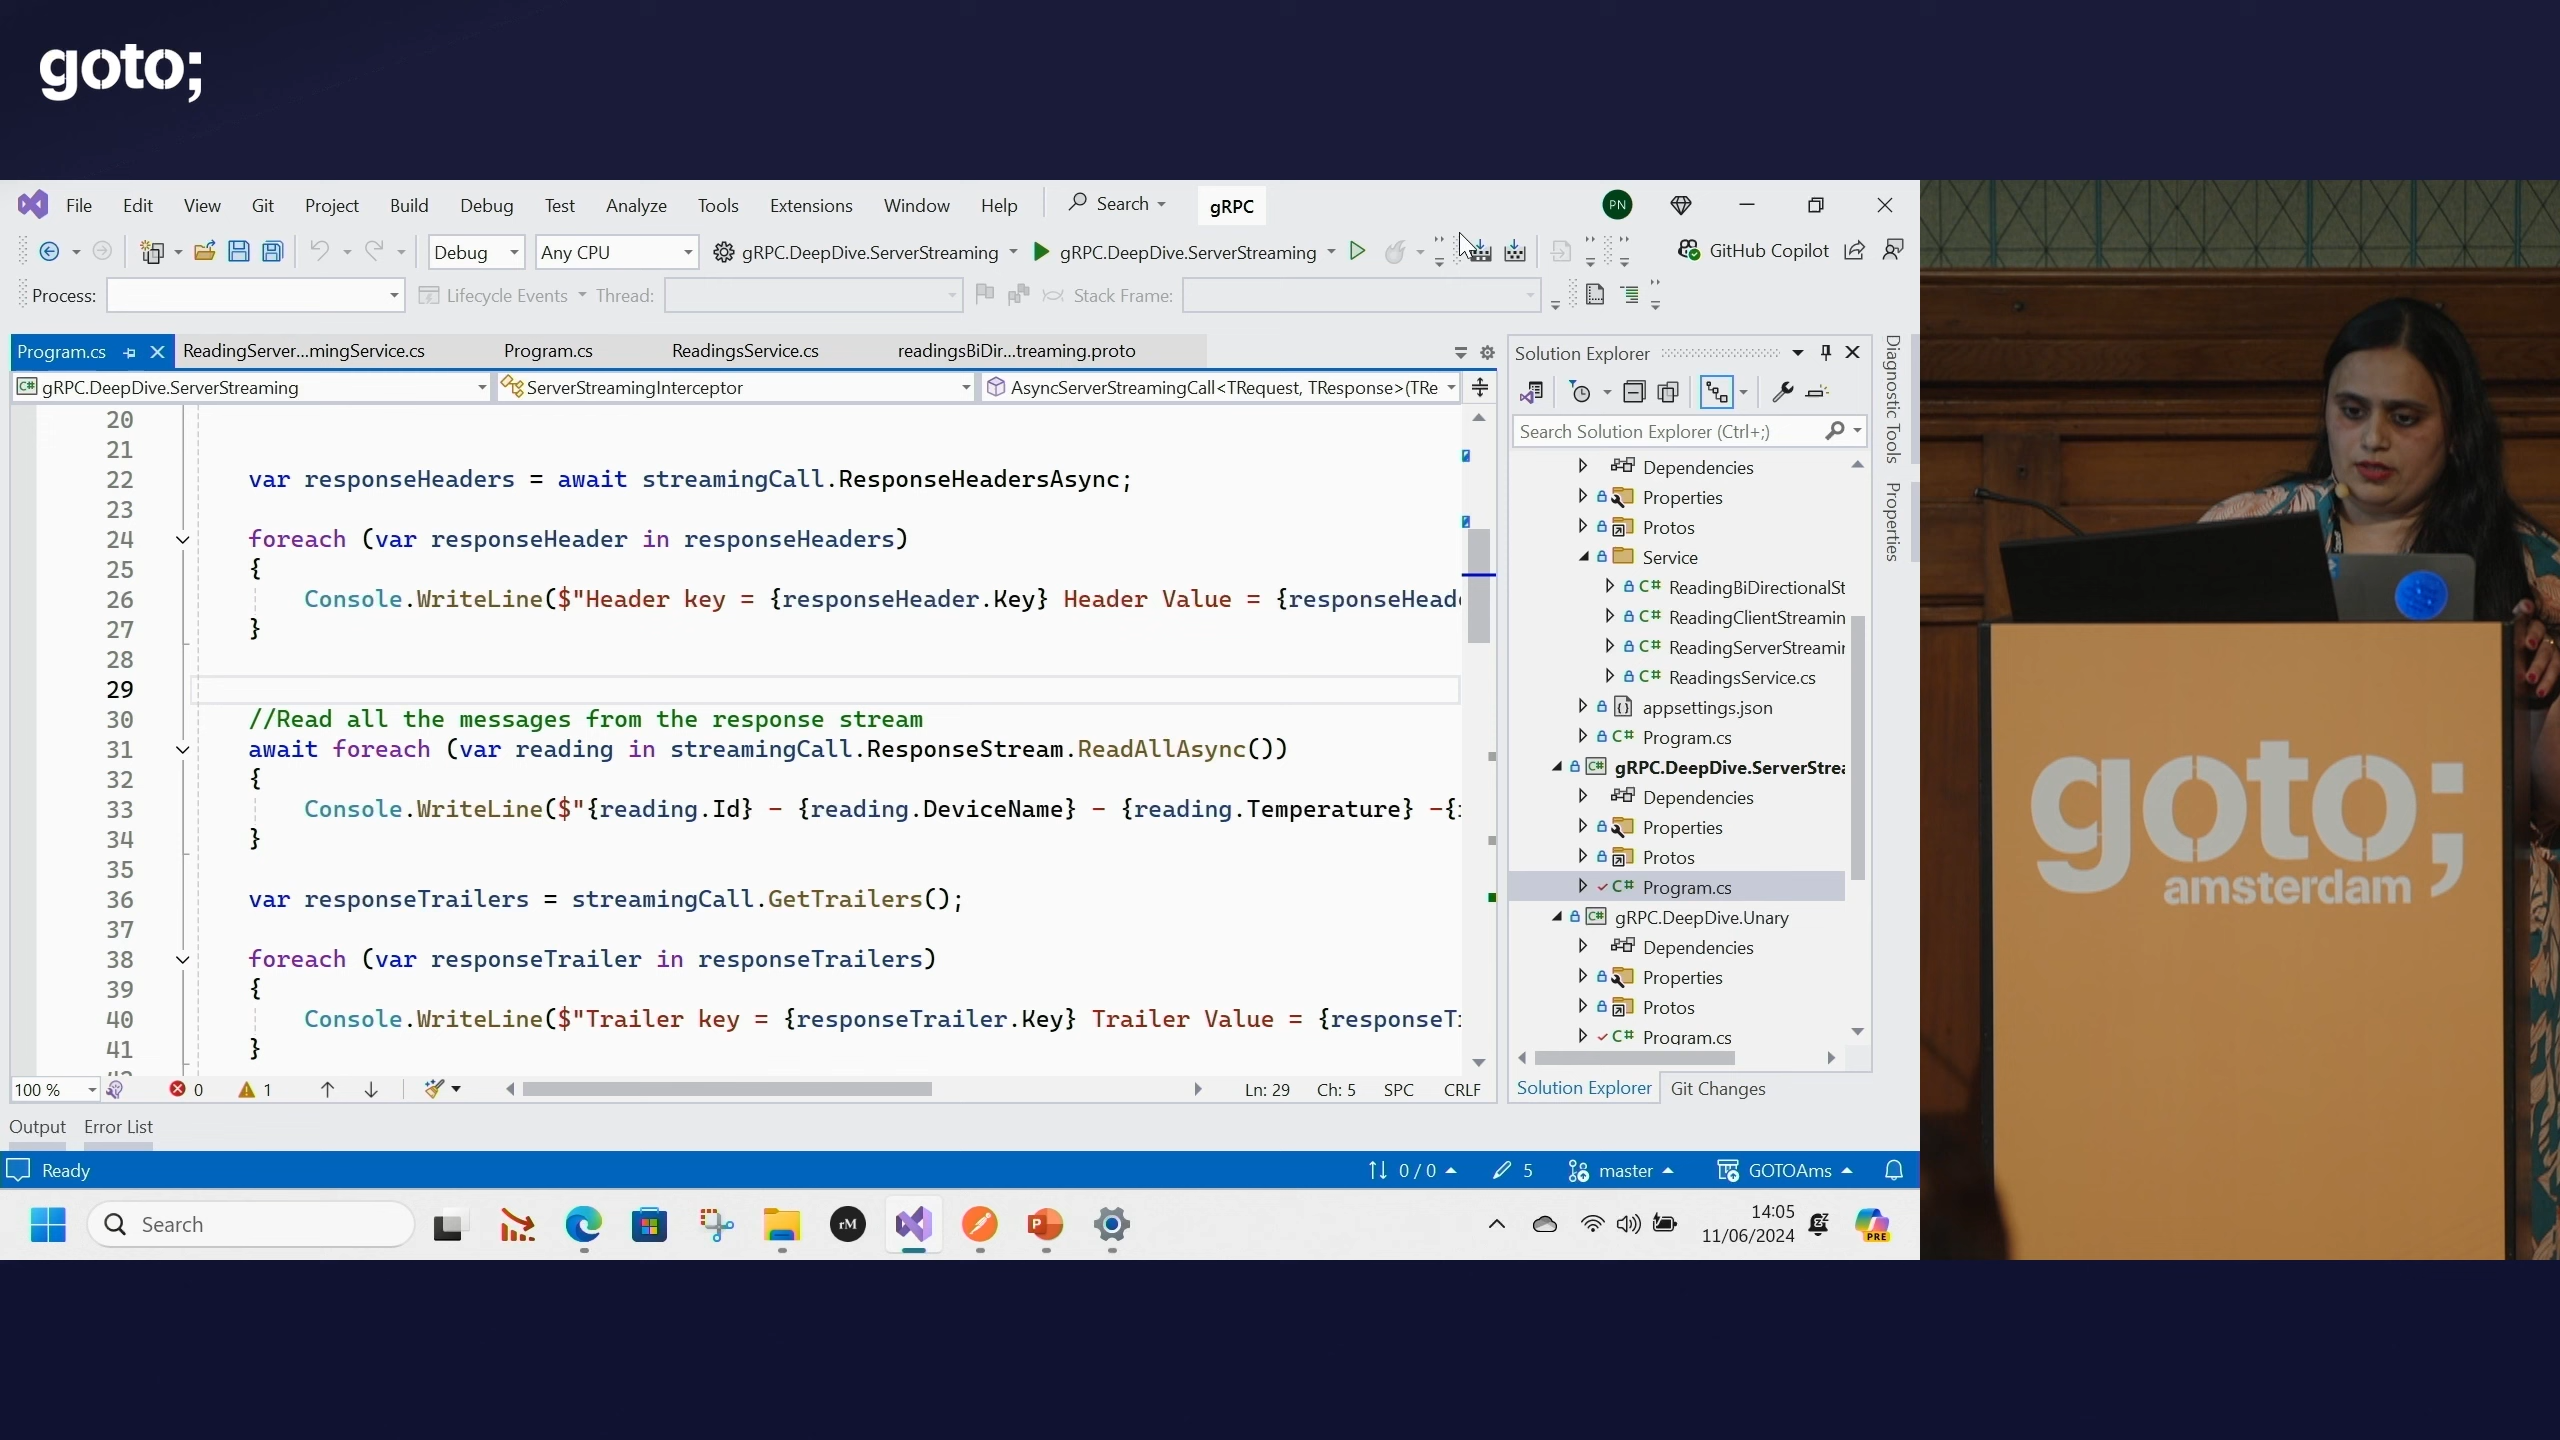 goto;
File Edit View Git Project Build Debug Test Analyze Tools Extensions Window Help Search gRPC PN
Debug Any CPU gRPC.DeepDive.ServerStreaming gRPC.DeepDive.ServerStreaming GitHub Copilot
Process: Lifecycle Events Thread: Stack Frame:
Program.cs ReadingServer...mingService.cs Program.cs ReadingsService.cs readingsBiDir...treaming.proto
gRPC.DeepDive.ServerStreaming ServerStreamingInterceptor AsyncServerStreamingCall<TRequest, TResponse>(TRe
20
21
22 var responseHeaders = await streamingCall.ResponseHeadersAsync;
23
24 foreach (var responseHeader in responseHeaders)
25 {
26 Console.WriteLine($"Header key = {responseHeader.Key} Header Value = {responseHead
27 }
28
29
30 //Read all the messages from the response stream
31 await foreach (var reading in streamingCall.ResponseStream.ReadAllAsync())
32 {
33 Console.WriteLine($"{reading.Id} - {reading.DeviceName} - {reading.Temperature} -{
34 }
35
36 var responseTrailers = streamingCall.GetTrailers();
37
38 foreach (var responseTrailer in responseTrailers)
39 {
40 Console.WriteLine($"Trailer key = {responseTrailer.Key} Trailer Value = {responseT
41 }
100 % 0 1 Ln: 29 Ch: 5 SPC CRLF
Solution Explorer
Search Solution Explorer (Ctrl+;)
Dependencies
Properties
Protos
Service
C# ReadingBiDirectionalSt
C# ReadingClientStreamin
C# ReadingServerStreamin
C# ReadingsService.cs
appsettings.json
C# Program.cs
C# gRPC.DeepDive.ServerStrea
Dependencies
Properties
Protos
C# Program.cs
C# gRPC.DeepDive.Unary
Dependencies
Properties
Protos
C# Program.cs
Solution Explorer Git Changes
Diagnostic Tools
Properties
Output Error List
Ready 0 / 0 5 master GOTOAms
Search rM P 14:05
11/06/2024 PRE
goto;
amsterdam